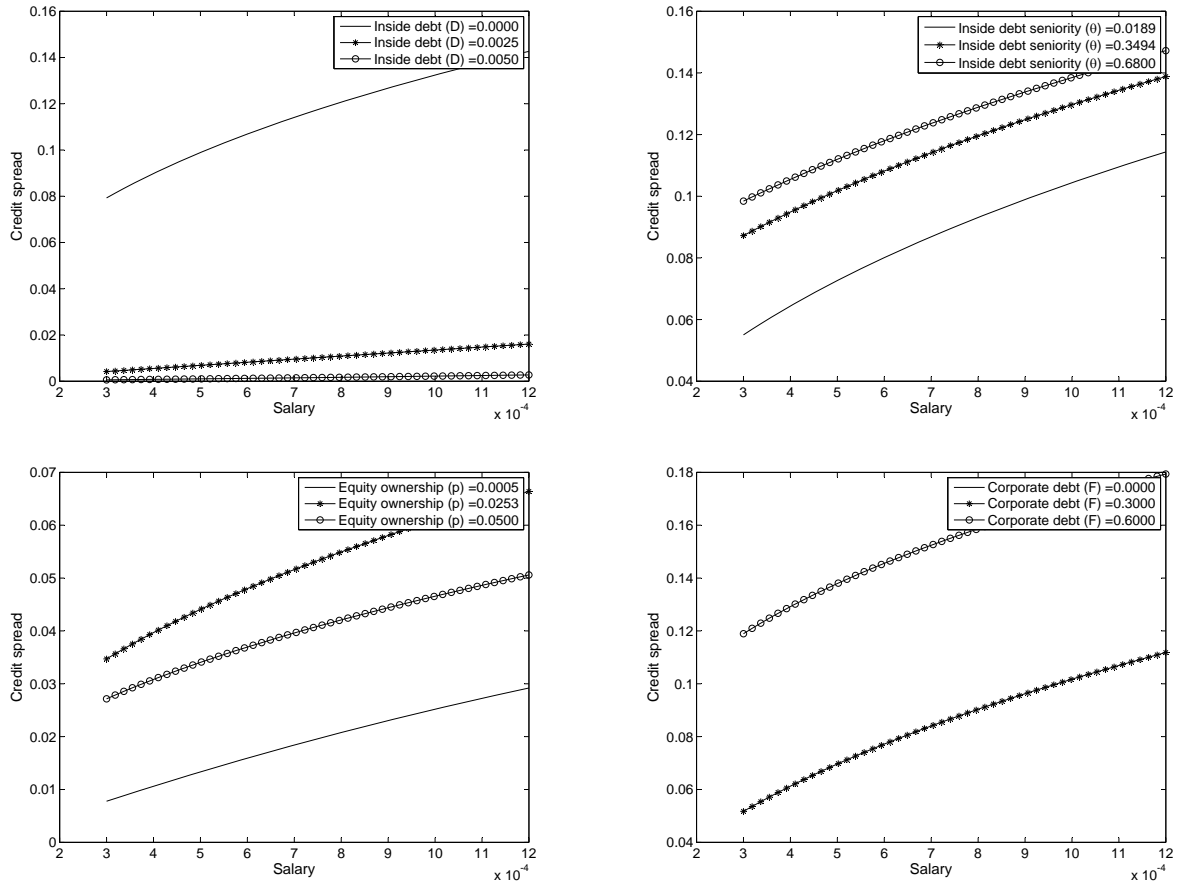 0.16
0.14
0.12
0.1
0.08
0.06
0.04
0.02
0
Credit spread
Inside debt (D) =0.0000
Inside debt (D) =0.0025
Inside debt (D) =0.0050
2 3 4 5 6 7 8 9 10 11 12
Salary
x 10⁻⁴
0.16
0.14
0.12
0.1
0.08
0.06
0.04
Credit spread
Inside debt seniority (θ) =0.0189
Inside debt seniority (θ) =0.3494
Inside debt seniority (θ) =0.6800
2 3 4 5 6 7 8 9 10 11 12
Salary
x 10⁻⁴
0.07
0.06
0.05
0.04
0.03
0.02
0.01
0
Credit spread
Equity ownership (p) =0.0005
Equity ownership (p) =0.0253
Equity ownership (p) =0.0500
2 3 4 5 6 7 8 9 10 11 12
Salary
x 10⁻⁴
0.18
0.16
0.14
0.12
0.1
0.08
0.06
0.04
Credit spread
Corporate debt (F) =0.0000
Corporate debt (F) =0.3000
Corporate debt (F) =0.6000
2 3 4 5 6 7 8 9 10 11 12
Salary
x 10⁻⁴